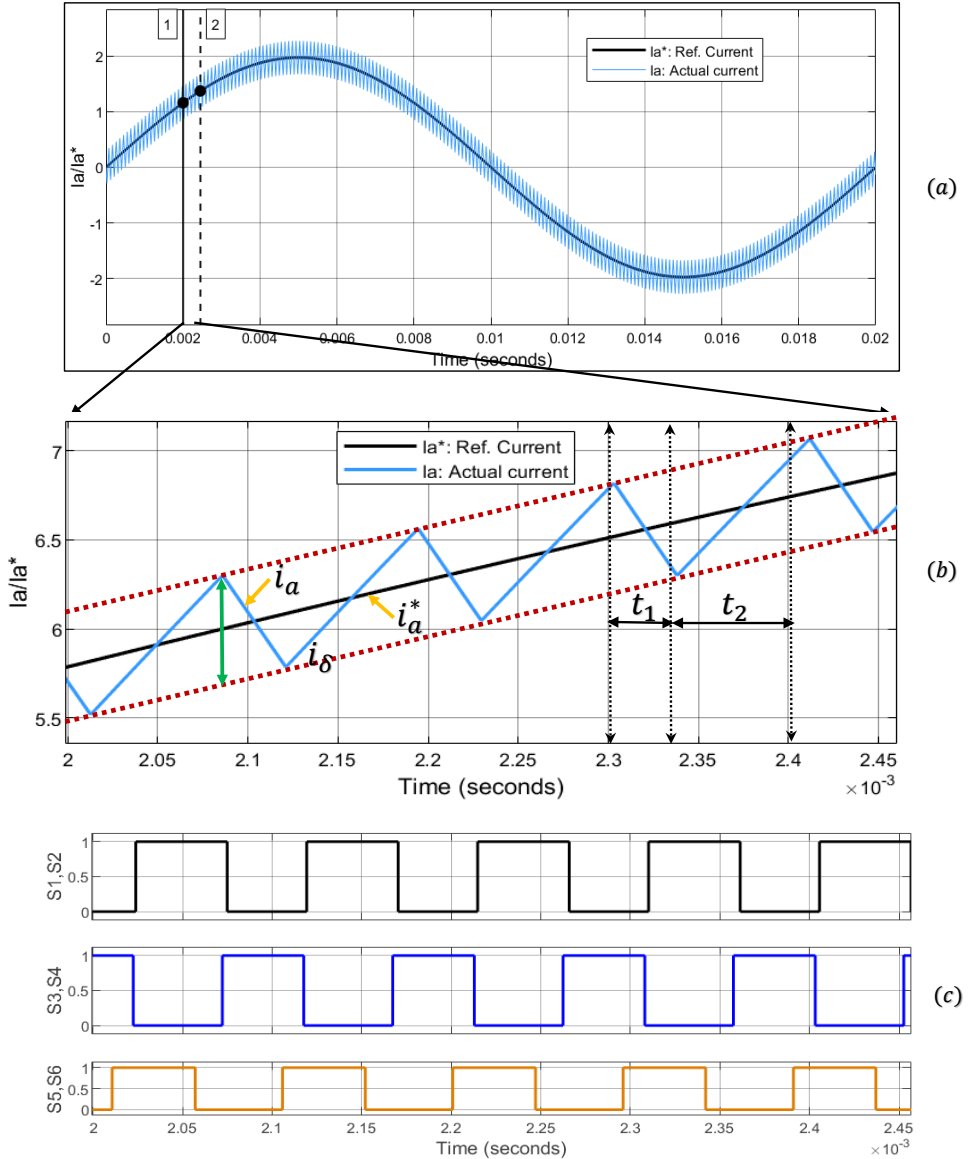 1
2
Ia*: Ref. Current
Ia: Actual current
2
1
0
-1
-2
Ia/Ia*
0 0.002 0.004 0.006 0.008 0.01 0.012 0.014 0.016 0.018 0.02
Time (seconds)
(a)
Ia*: Ref. Current
Ia: Actual current
7
6.5
6
5.5
Ia/Ia*
i_a
i_a^*
i_δ
t_1
t_2
(b)
2 2.05 2.1 2.15 2.2 2.25 2.3 2.35 2.4 2.45
Time (seconds)
×10^-3
S1,S2
1
0.5
0
S3,S4
1
0.5
0
(c)
S5,S6
1
0.5
0
2 2.05 2.1 2.15 2.2 2.25 2.3 2.35 2.4 2.45
Time (seconds)
×10^-3